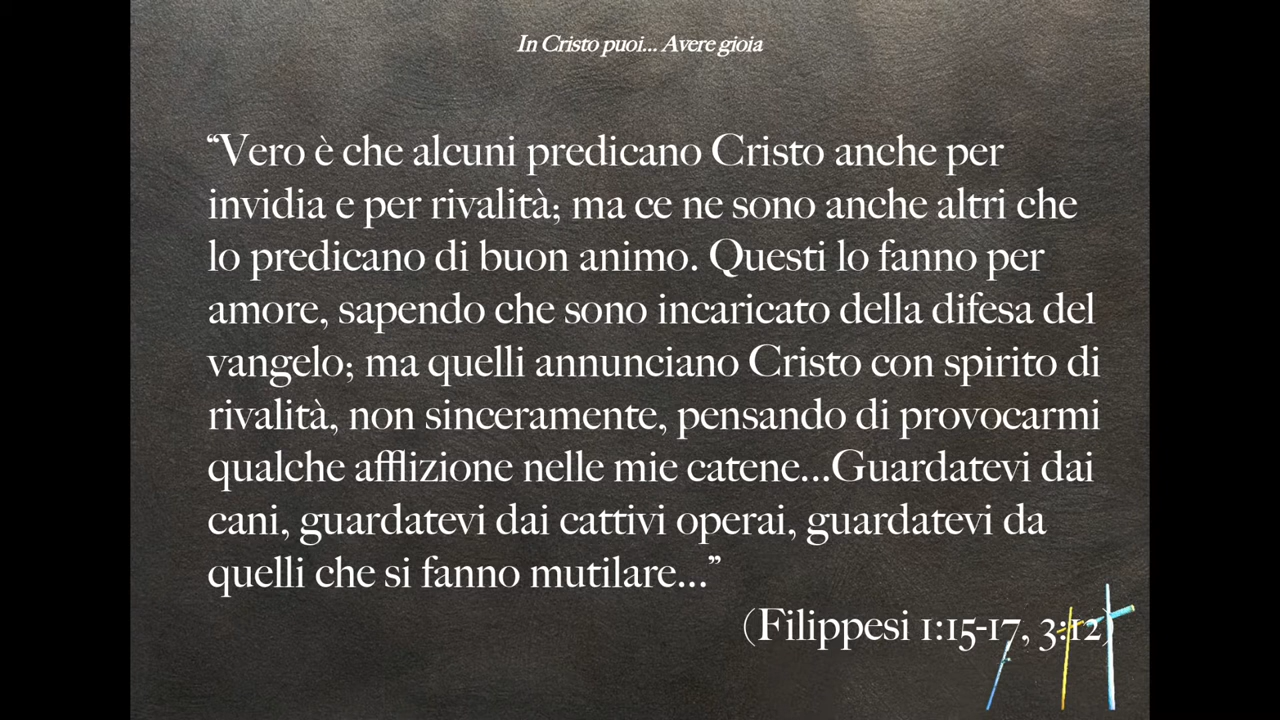 In Cristo puoi... Avere gioia
“Vero è che alcuni predicano Cristo anche per
invidia e per rivalità; ma ce ne sono anche altri che
lo predicano di buon animo. Questi lo fanno per
amore, sapendo che sono incaricato della difesa del
vangelo; ma quelli annunciano Cristo con spirito di
rivalità, non sinceramente, pensando di provocarmi
qualche afflizione nelle mie catene...Guardatevi dai
cani, guardatevi dai cattivi operai, guardatevi da
quelli che si fanno mutilare...”
(Filippesi 1:15-17, 3:12)